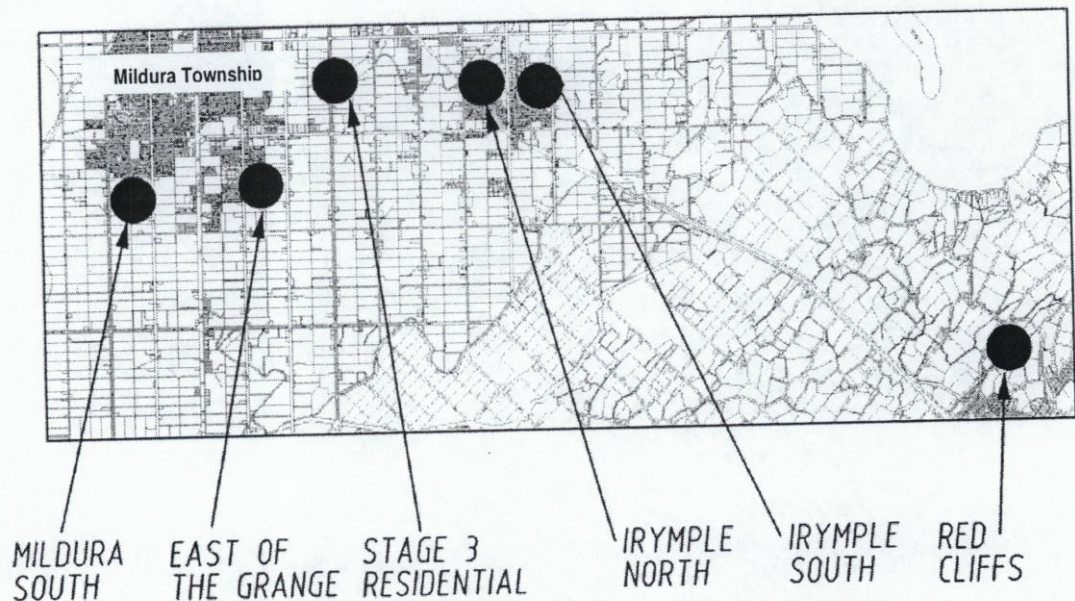 Mildura Township
MILDURA
SOUTH
EAST OF
THE GRANGE
STAGE 3
RESIDENTIAL
IRYMPLE
NORTH
IRYMPLE
SOUTH
RED
CLIFFS